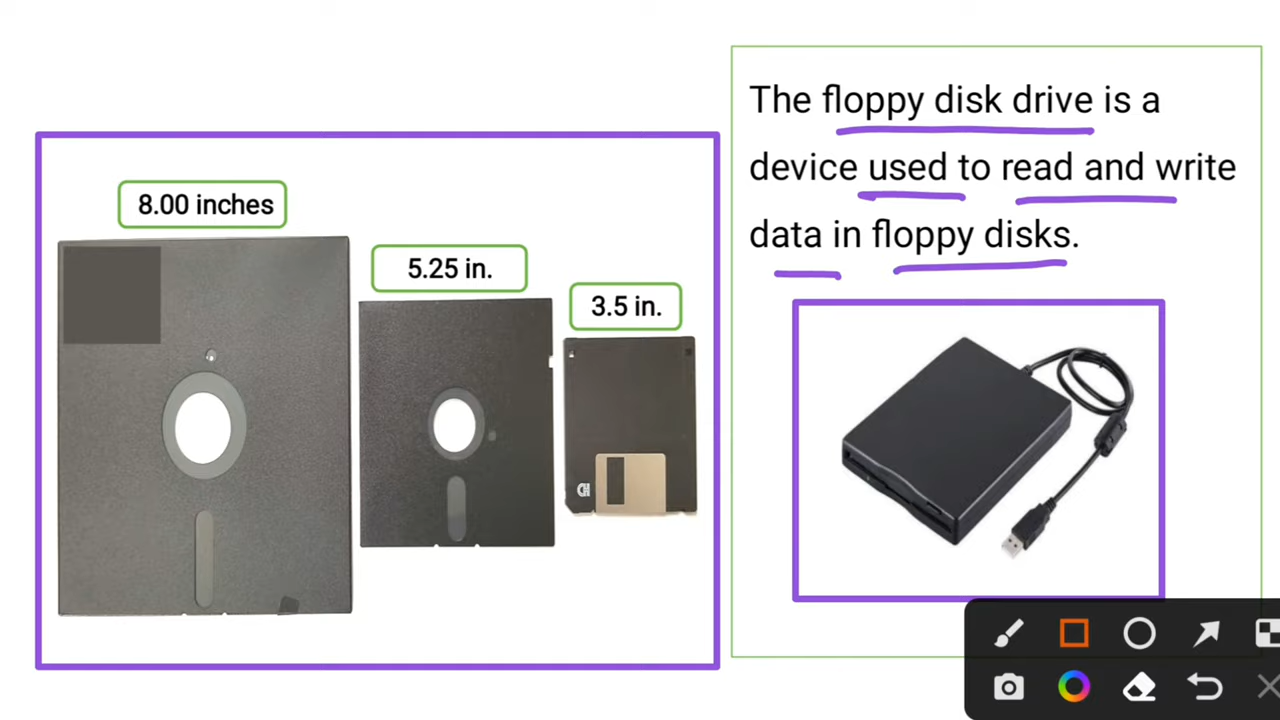 8.00 inches
5.25 in.
3.5 in.
The floppy disk drive is a
device used to read and write
data in floppy disks.